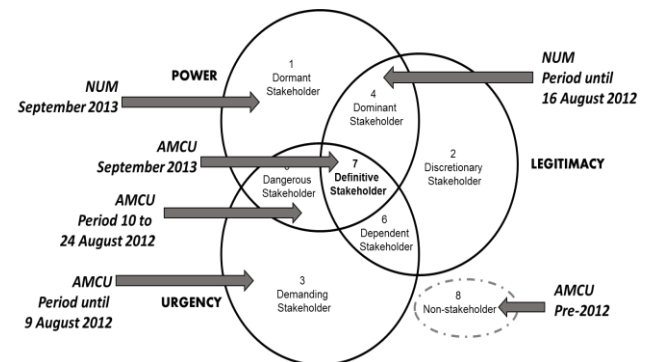 1
Dormant
Stakeholder
POWER
NUM
September 2013
NUM
Period until
16 August 2012
4
Dominant
Stakeholder
AMCU
September 2013
7
Definitive
Stakeholder
2
Discretionary
Stakeholder
LEGITIMACY
Dangerous
Stakeholder
AMCU
Period 10 to
24 August 2012
6
Dependent
Stakeholder
AMCU
Period until
9 August 2012
URGENCY
3
Demanding
Stakeholder
8
Non-stakeholder
AMCU
Pre-2012